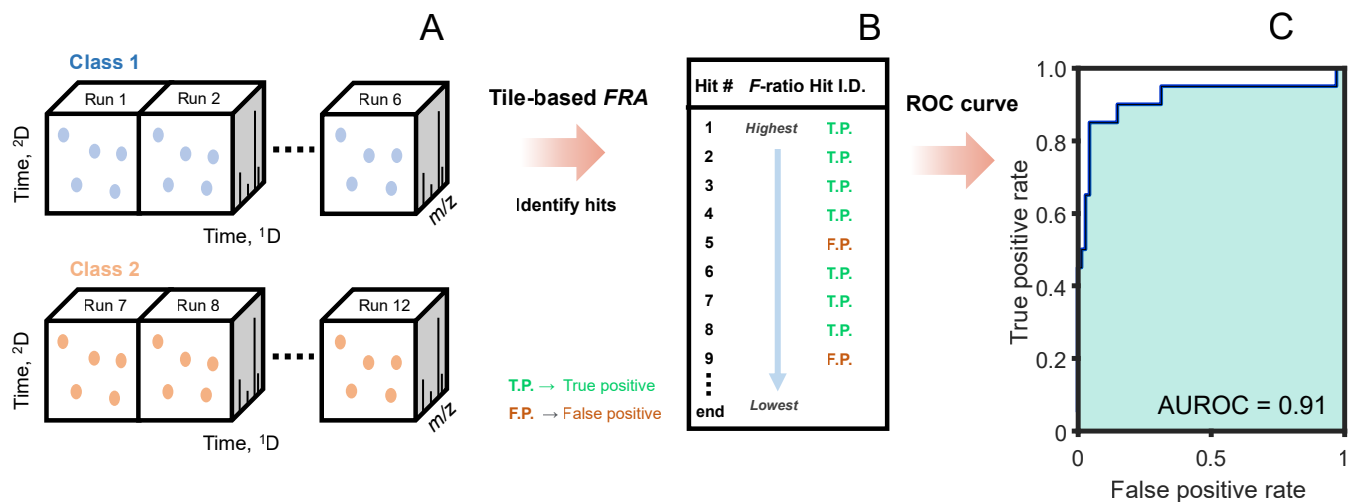 A
Class 1
Run 1
Run 2
Run 6
Time, ²D
Time, ¹D
m/z
Class 2
Run 7
Run 8
Run 12
Time, ²D
Time, ¹D
m/z
Tile-based FRA
Identify hits
T.P. → True positive
F.P. → False positive
B
Hit # F-ratio Hit I.D.
1 Highest T.P.
2 T.P.
3 T.P.
4 T.P.
5 F.P.
6 T.P.
7 T.P.
8 T.P.
9 F.P.
end Lowest
ROC curve
C
1.0
0.8
0.6
0.4
0.2
0
True positive rate
AUROC = 0.91
0 0.5 1
False positive rate